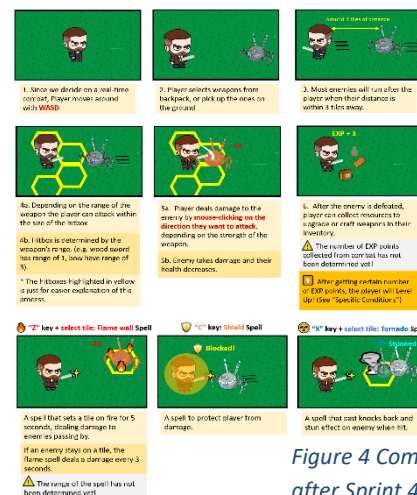 Around 3 tiles of distance
1. Since we decide on a real-time
combat, Player moves around
with WASD.
2. Player selects weapons from
backpack, or pick up the ones on
the ground
3. Most enemies will run after the
player when their distance is
within 3 tiles away.
EXP + 3
4a. Depending on the range of the
weapon the player can attack within
the size of the hitbox
4b. Hitbox is determined by the
weapon's range. (e.g. wood sword
has range of 1, bow have range of
3).
* The hitboxes highlighted in yellow
is just for easier explanation of this
process.
5a. Player deals damage to the
enemy by mouse-clicking on the
direction they want to attack,
depending on the strength of the
weapon.
5b. Enemy takes damage and their
health decreases.
6. After the enemy is defeated,
player can collect resources to
upgrade or craft weapons in their
inventory.
The number of EXP points
collected from combat has not
been determined yet!
After getting certain number
of EXP points, the player will Level
Up! (See "Specific Conditions")
"Z" key + select tile: Flame wall Spell
"C" key: Shield Spell
"X" key + select tile: Tornado Sp
Blocked!
Stunned
A spell that sets a tile on fire for 5
seconds, dealing damage to
enemies passing by.
If an enemy stays on a tile, the
flame spell deals a damage every 3
seconds.
The range of the spell has not
been determined yet!
A spell to protect player from
damage.
A spell that cast knocks back and
stun effect on enemy when hit.
Figure 4 Com
after Sprint 4